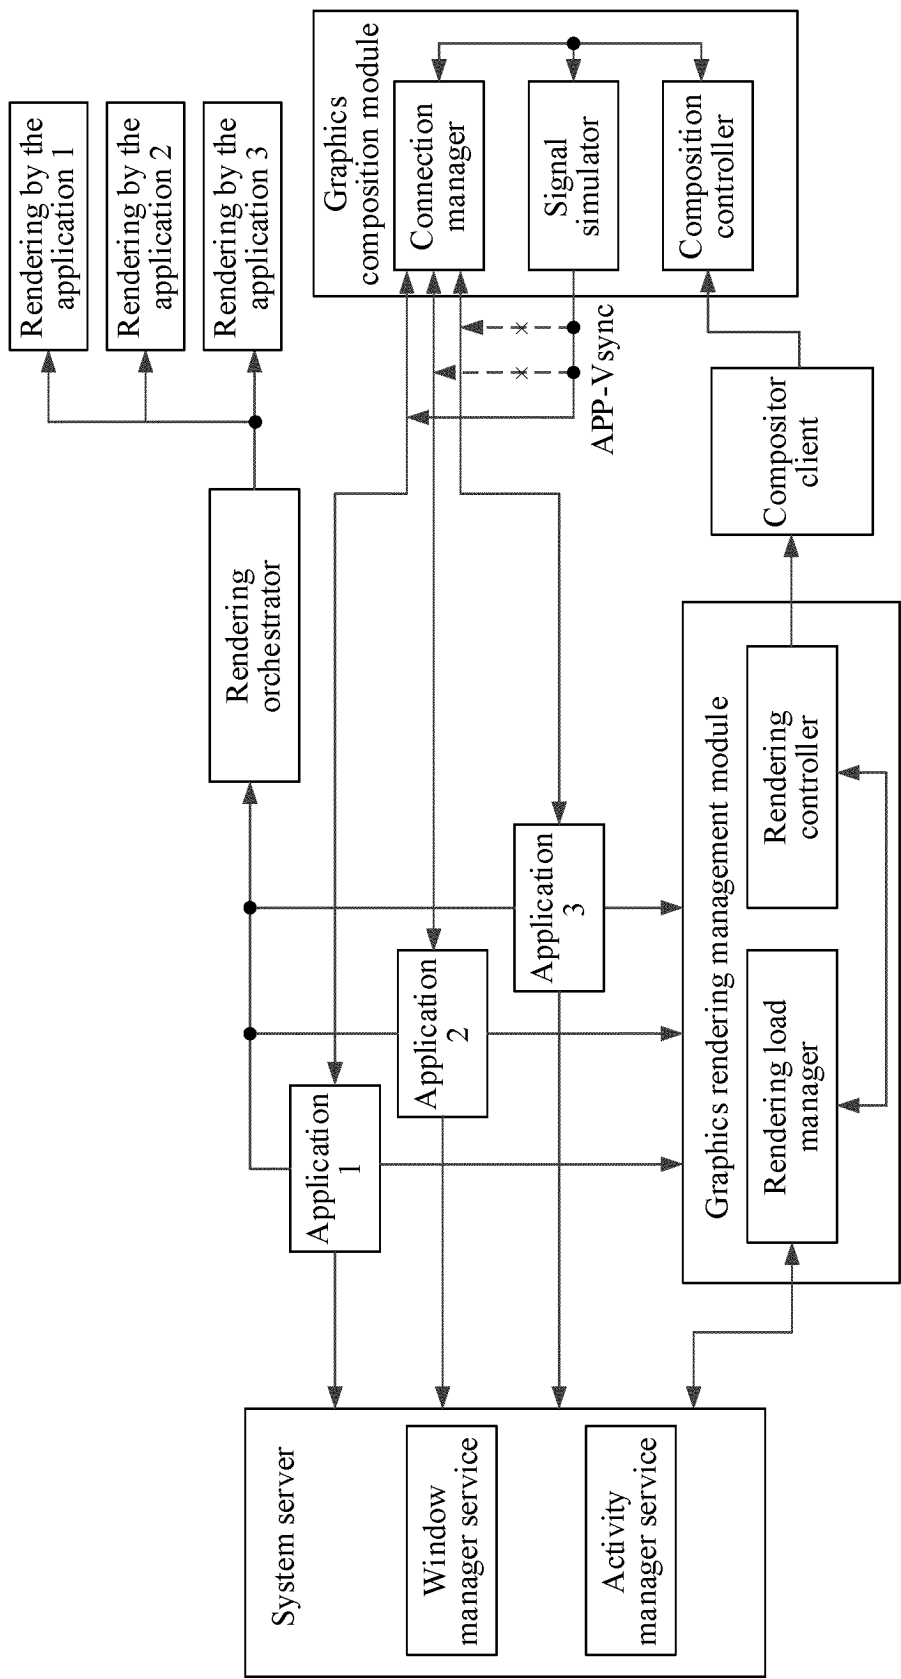 System server
Window
manager service
Activity
manager service
Application
1
Application
2
Application
3
Rendering
orchestrator
Rendering by the
application 1
Rendering by the
application 2
Rendering by the
application 3
Graphics rendering management module
Rendering load
manager
Rendering
controller
Compositor
client
APP-Vsync
Graphics
composition module
Connection
manager
Signal
simulator
Composition
controller